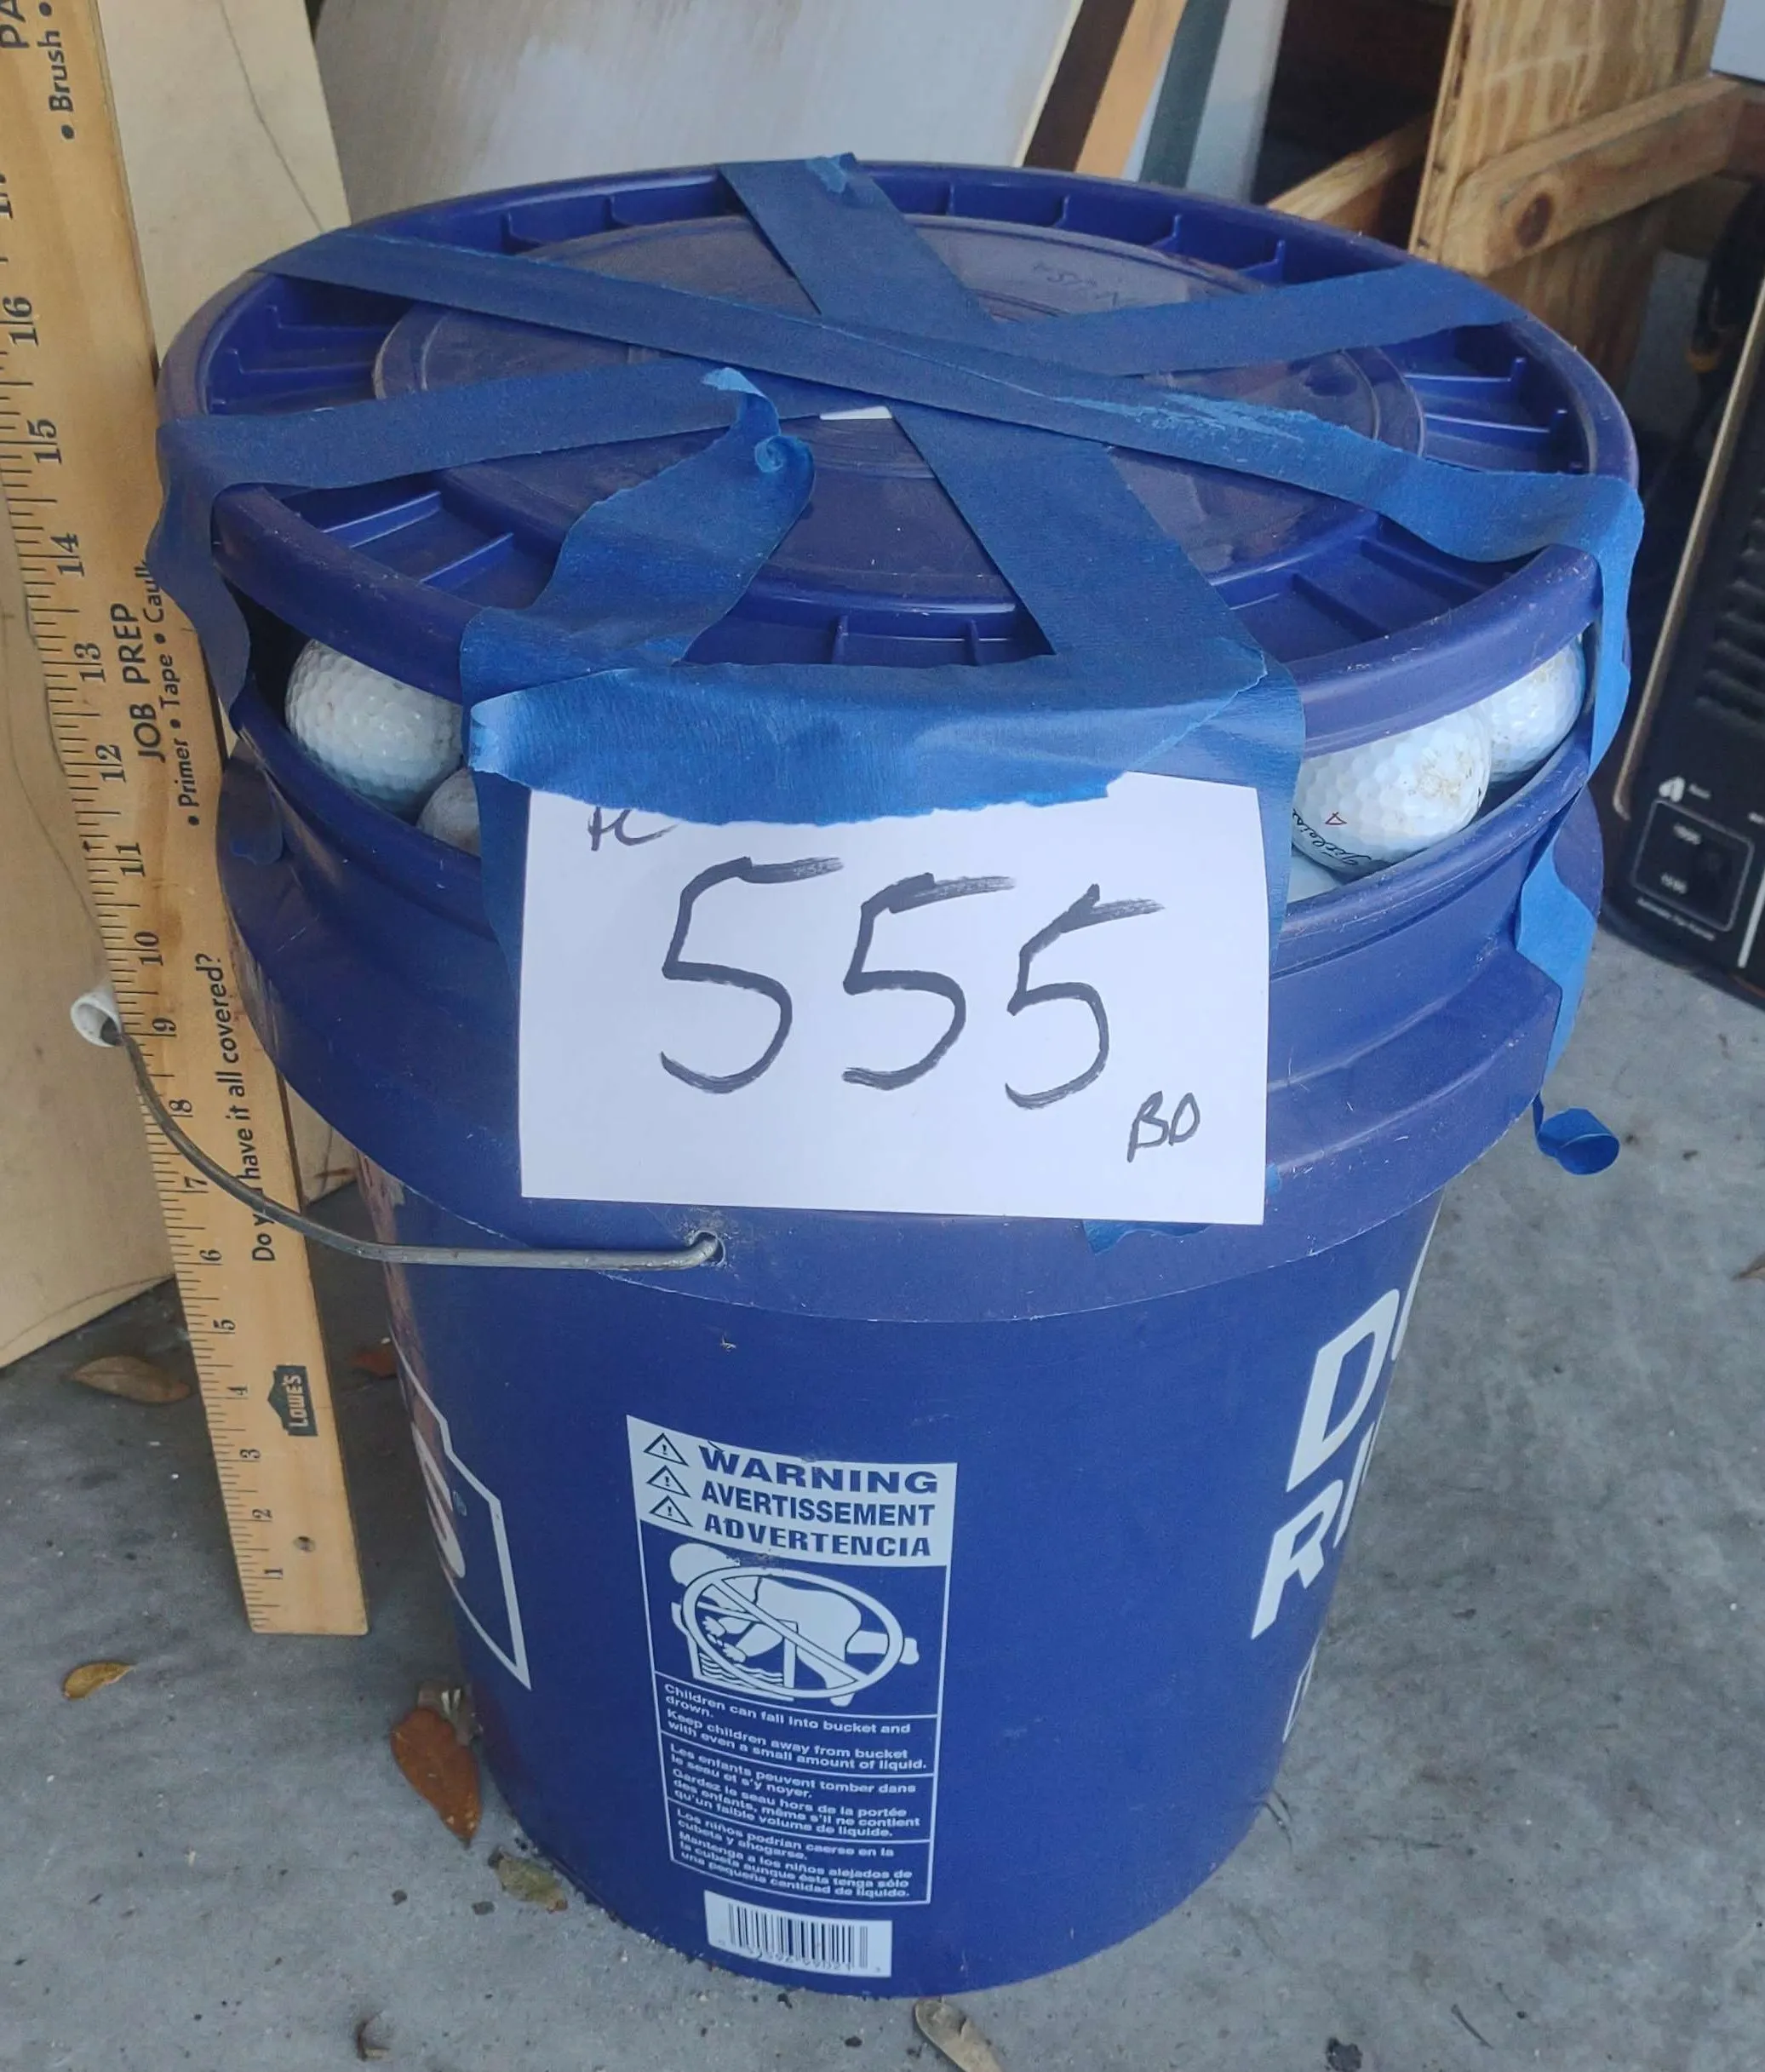 PA
• Brush •
16
15
14
13
12
11
10
9
8
7
6
5
4
3
2
1
JOB PREP
• Primer • Tape • Caulk
Do you have it all covered?
LOWE'S
555
BD
Titleist
4
WARNING
AVERTISSEMENT
ADVERTENCIA
Children can fall into bucket and
drown.
Keep children away from bucket
with even a small amount of liquid.
Les enfants peuvent tomber dans
le seau et s'y noyer.
Gardez le seau hors de la portée
des enfants, même s'il ne contient
qu'un faible volume de liquide.
Los niños podrían caerse en la
cubeta y ahogarse.
Mantenga a los niños alejados de
la cubeta aunque ésta tenga sólo
una pequeña cantidad de líquido.
S®